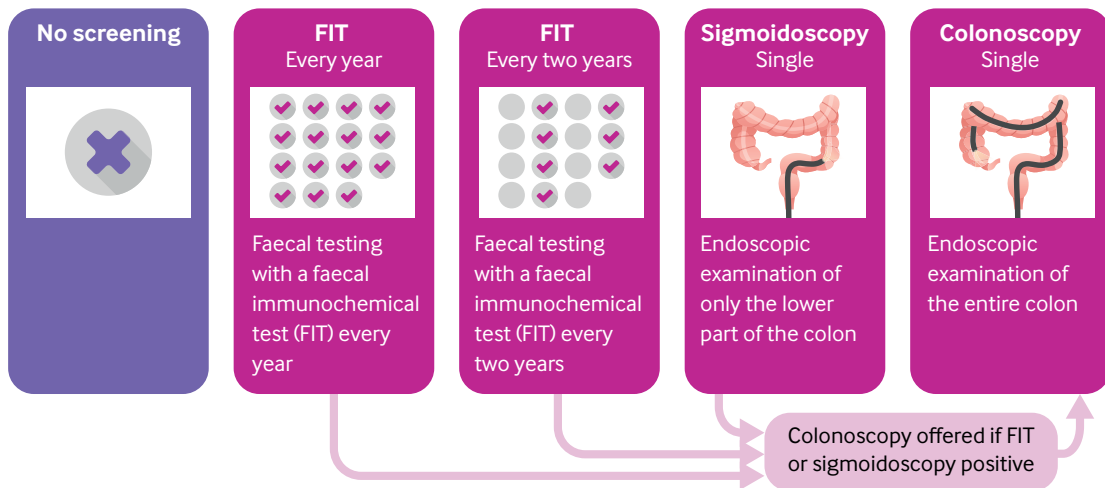 No screening
FIT
Every year
Faecal testing
with a faecal
immunochemical
test (FIT) every
year
FIT
Every two years
Faecal testing
with a faecal
immunochemical
test (FIT) every
two years
Sigmoidoscopy
Single
Endoscopic
examination of
only the lower
part of the colon
Colonoscopy
Single
Endoscopic
examination of
the entire colon
Colonoscopy offered if FIT
or sigmoidoscopy positive